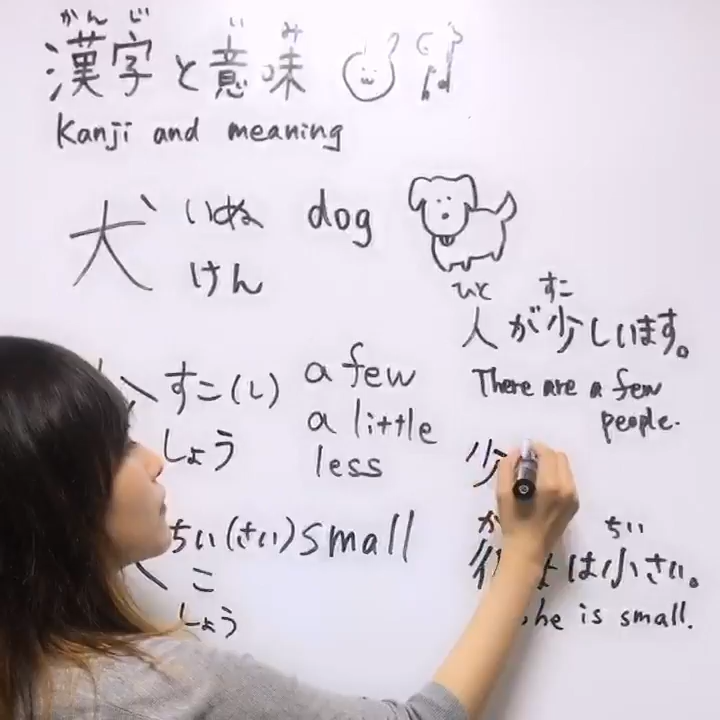 かんじ いみ
漢字と意味
Kanji and meaning
犬 いぬ dog
けん
ひと すこ
人が少しいます。
There are a few
people.
すこ(し) a few
しょう a little
less
少
ちい(さい) small
こ
しょう
か ちい
は小さい。
he is small.